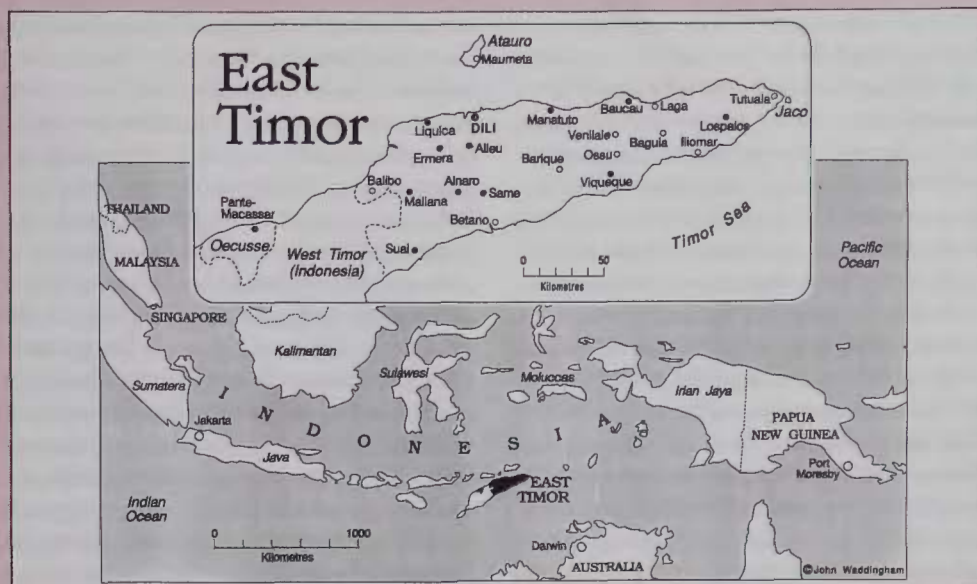 East
Timor
Atauro
Maumeta
Tutuala
Jaco
Baucau
Laga
Manatuto
Liquica
DILI
Lospalos
Venilale
Baguia
Iliomar
Ermera
Aileu
Barique
Ossu
Viqueque
Balibo
Maliana
Ainaro
Same
Betano
Timor Sea
Pante-
Macassar
Oecusse
West Timor
(Indonesia)
Suai
0
50
Kilometres
THAILAND
MALAYSIA
SINGAPORE
Pacific
Ocean
Kalimantan
Sulawesi
Moluccas
Irian Jaya
PAPUA
NEW GUINEA
Port
Moresby
Sumatera
Jakarta
Java
INDONESIA
EAST
TIMOR
Indian
Ocean
0
1000
Kilometres
Darwin
AUSTRALIA
©John Waddingham